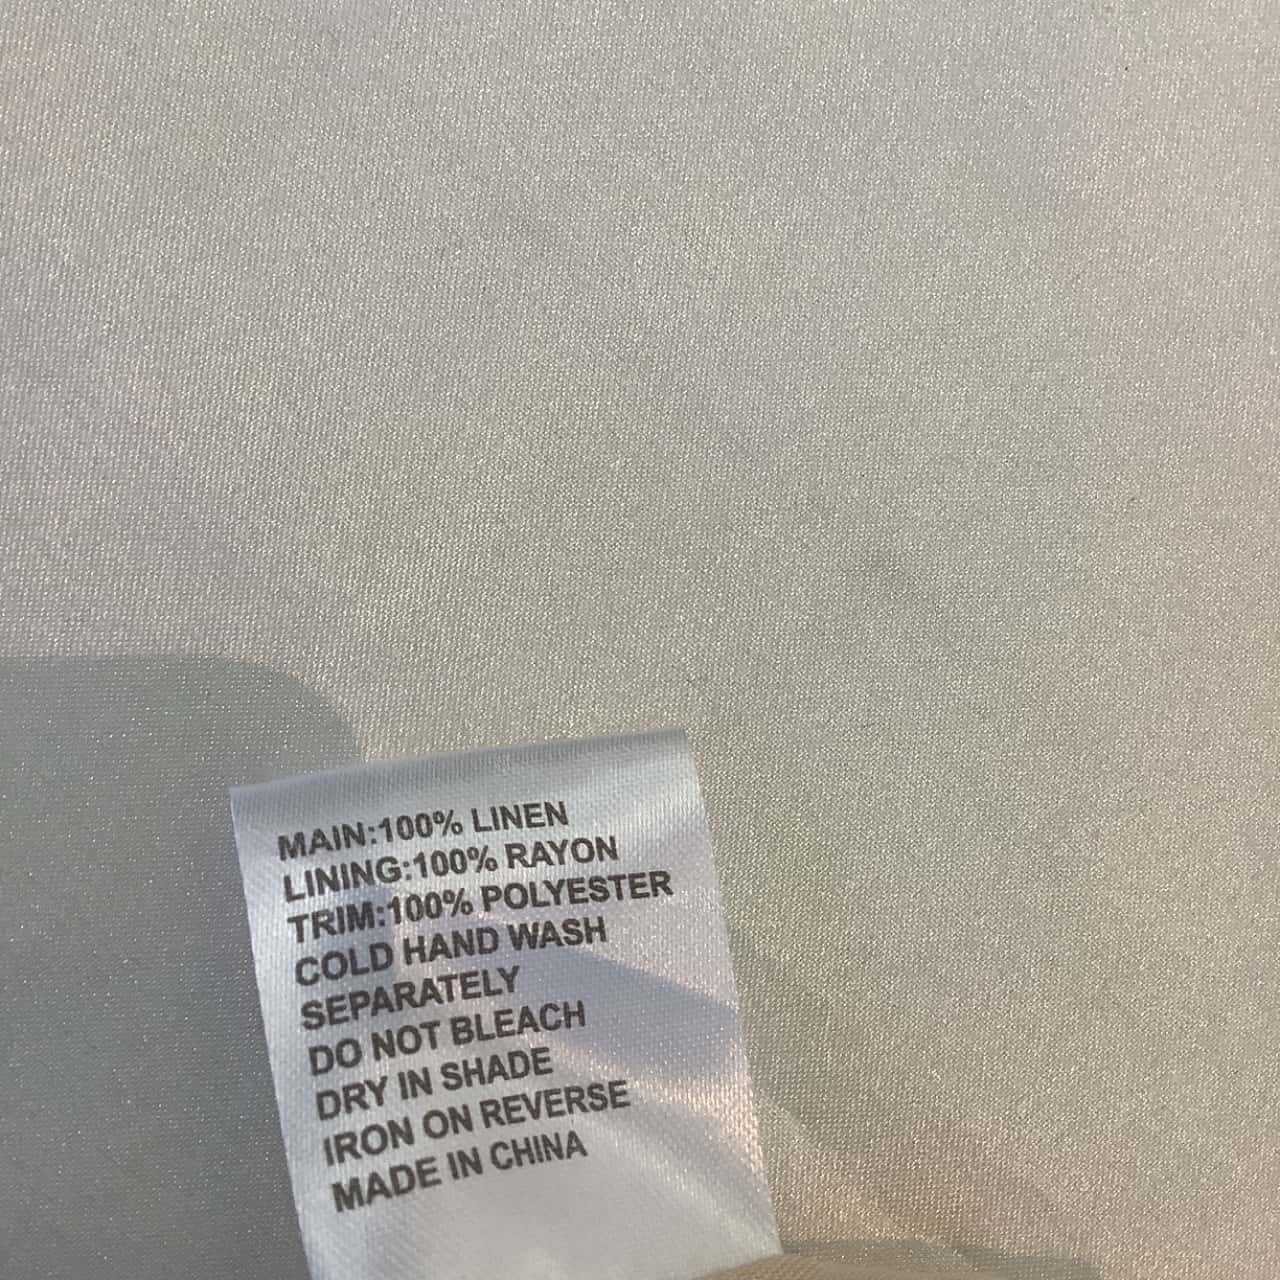 MAIN:100% LINEN
LINING:100% RAYON
TRIM:100% POLYESTER
COLD HAND WASH
SEPARATELY
DO NOT BLEACH
DRY IN SHADE
IRON ON REVERSE
MADE IN CHINA